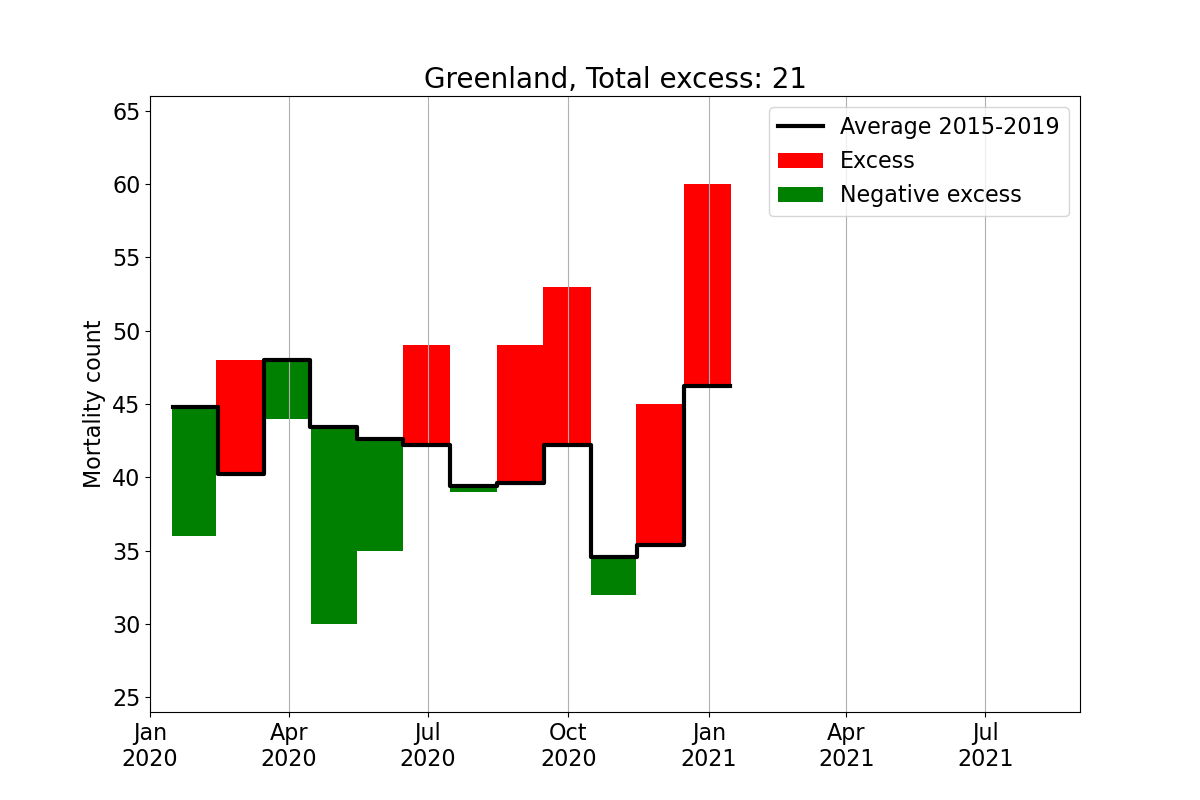 Greenland, Total excess: 21
Average 2015-2019
Excess
Negative excess
Mortality count
65
60
55
50
45
40
35
30
25
Jan
2020
Apr
2020
Jul
2020
Oct
2020
Jan
2021
Apr
2021
Jul
2021